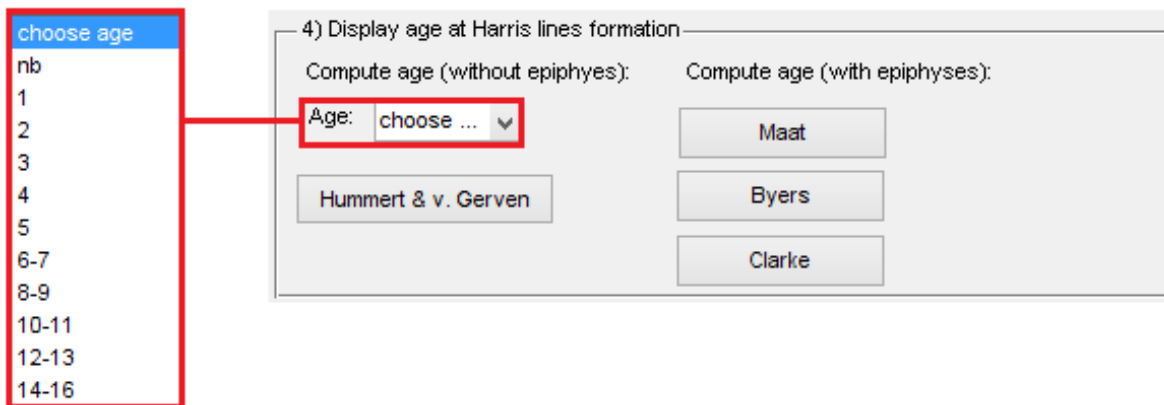 choose age
nb
1
2
3
4
5
6-7
8-9
10-11
12-13
14-16
4) Display age at Harris lines formation
Compute age (without epiphyes):
Age: choose ...
Hummert & v. Gerven
Compute age (with epiphyses):
Maat
Byers
Clarke